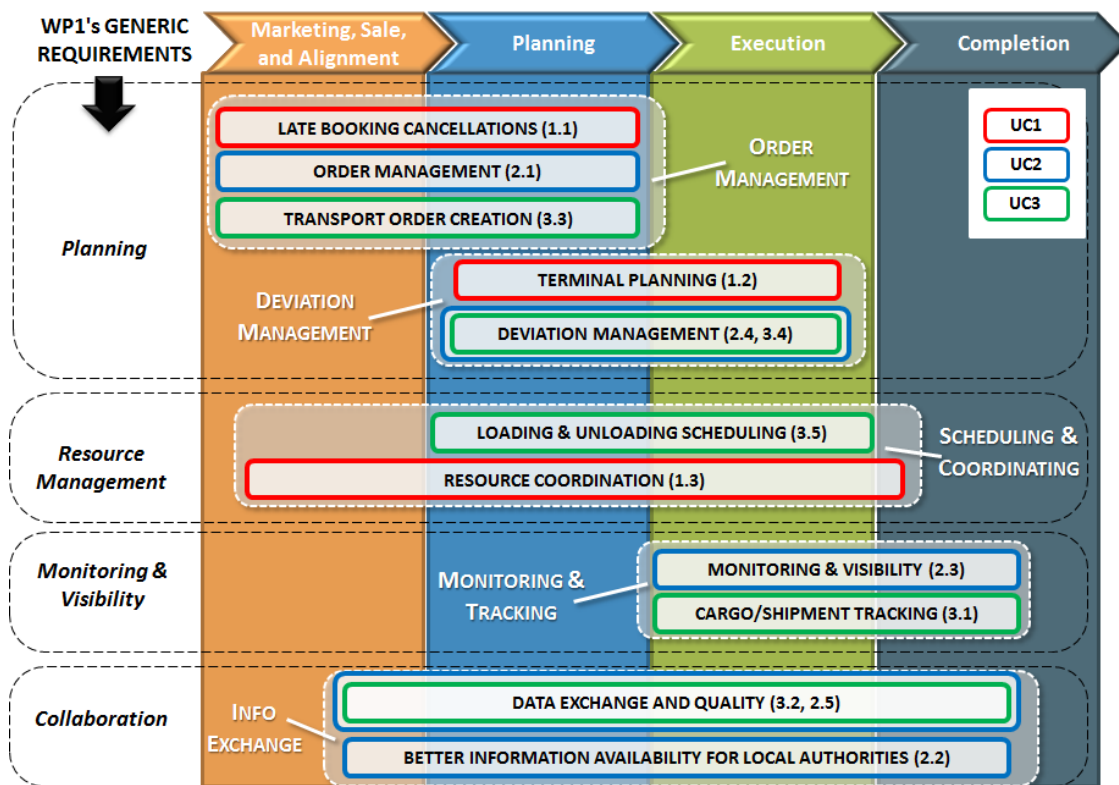 WP1's GENERIC
REQUIREMENTS
Marketing, Sale,
and Alignment
Planning
Execution
Completion
LATE BOOKING CANCELLATIONS (1.1)
ORDER MANAGEMENT (2.1)
TRANSPORT ORDER CREATION (3.3)
ORDER
MANAGEMENT
UC1
UC2
UC3
Planning
TERMINAL PLANNING (1.2)
DEVIATION MANAGEMENT (2.4, 3.4)
DEVIATION
MANAGEMENT
Resource
Management
LOADING & UNLOADING SCHEDULING (3.5)
RESOURCE COORDINATION (1.3)
SCHEDULING &
COORDINATING
Monitoring &
Visibility
MONITORING &
TRACKING
MONITORING & VISIBILITY (2.3)
CARGO/SHIPMENT TRACKING (3.1)
Collaboration
INFO
EXCHANGE
DATA EXCHANGE AND QUALITY (3.2, 2.5)
BETTER INFORMATION AVAILABILITY FOR LOCAL AUTHORITIES (2.2)